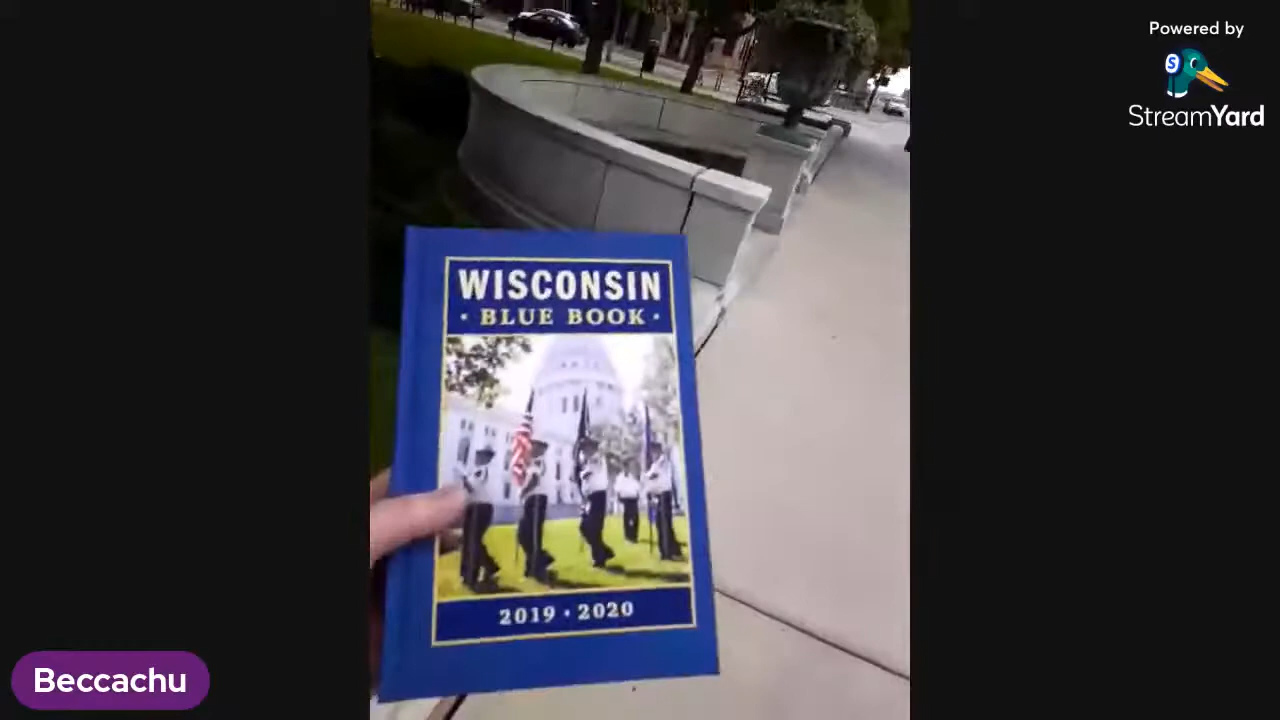 Powered by
S
StreamYard
WISCONSIN
• BLUE BOOK •
2019 • 2020
Beccachu